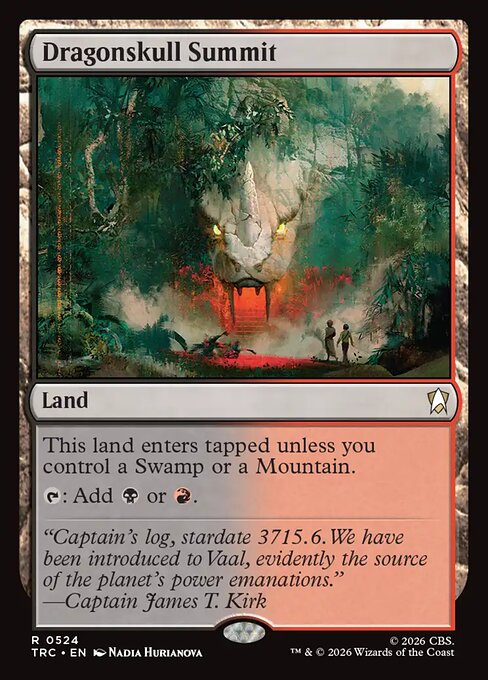 Dragonskull Summit
Land
This land enters tapped unless you
control a Swamp or a Mountain.
: Add or .
“Captain’s log, stardate 3715.6. We have
been introduced to Vaal, evidently the source
of the planet’s power emanations.”
—Captain James T. Kirk
R 0524
TRC • EN Nadia Hurianova
© 2026 CBS.
™ & © 2026 Wizards of the Coast